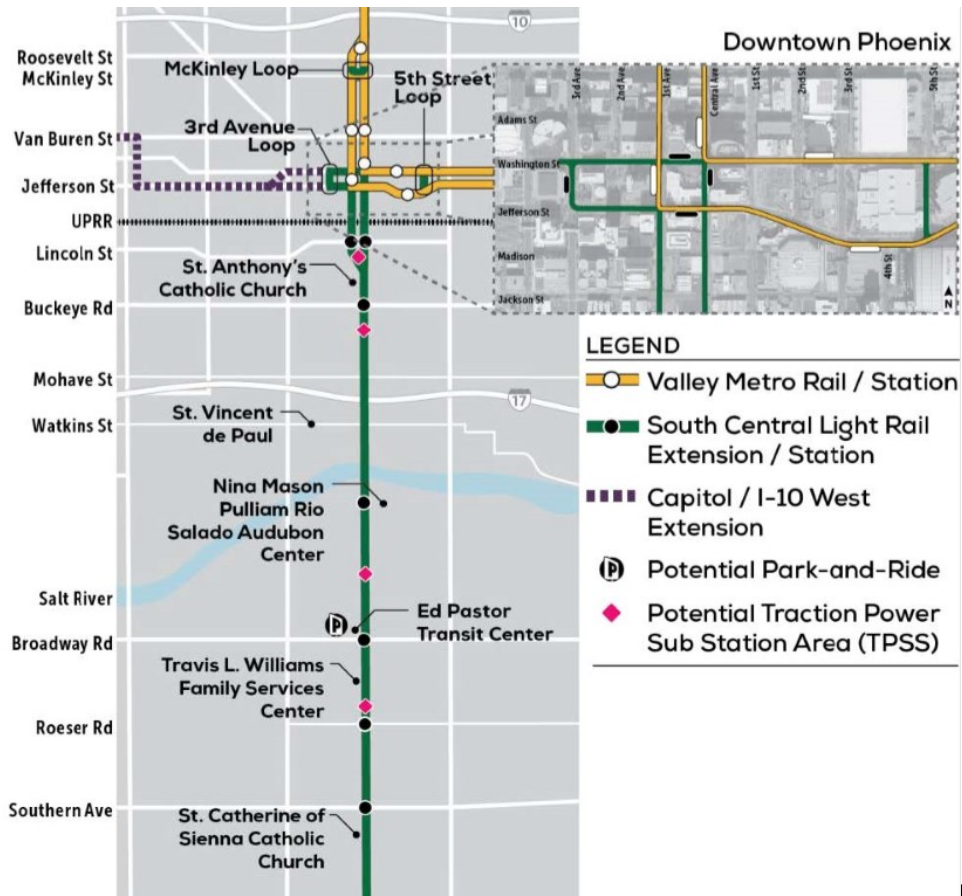 10
Roosevelt St
McKinley St
McKinley Loop
5th Street
Loop
Van Buren St
3rd Avenue
Loop
Jefferson St
UPRR
Lincoln St
St. Anthony's
Catholic Church
Buckeye Rd
Mohave St
17
Watkins St
St. Vincent
de Paul
Nina Mason
Pulliam Rio
Salado Audubon
Center
Salt River
Ed Pastor
Transit Center
P
Broadway Rd
Travis L. Williams
Family Services
Center
Roeser Rd
Southern Ave
St. Catherine of
Sienna Catholic
Church
Downtown Phoenix
3rd Ave
2nd Ave
1st Ave
Central Ave
1st St
2nd St
3rd St
5th St
Adams St
Washington St
Jefferson St
Madison
4th St
Jackson St
N
LEGEND
Valley Metro Rail / Station
South Central Light Rail
Extension / Station
Capitol / I-10 West
Extension
P
Potential Park-and-Ride
Potential Traction Power
Sub Station Area (TPSS)